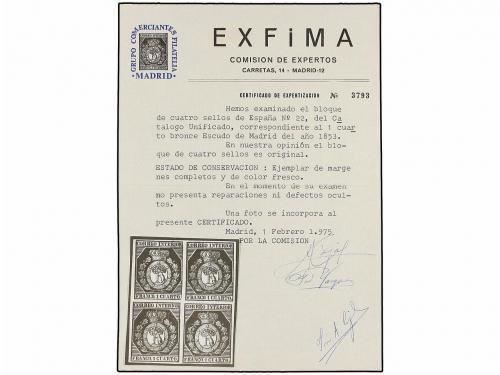 GRUPO COMERCIANTES FILATELIA
MADRID
EXFiMA
COMISION DE EXPERTOS
CARRETAS, 14 - MADRID-12
CERTIFICADO DE EXPERTIZACION Nº 3793
Hemos examinado el bloque
de cuatro sellos de España Nº 22, del Ca
talogo Unificado, correspondiente al 1 cuar
to bronce Escudo de Madrid del año 1853.
En nuestra opinión el blo-
que de cuatro sellos es original.
ESTADO DE CONSERVACION : Ejemplar de marge
nes completos y de color fresco.
En el momento de su examen
no presenta reparaciones ni defectos ocul-
tos.
Una foto se incorpora al
presente CERTIFICADO.
Madrid, 1 Febrero 1.975
POR LA COMISION
CORREO INTERIOR CORREO INTERIOR
FRANCO 1 CUARTO FRANCO 1 CUARTO
CORREO INTERIOR CORREO INTERIOR
FRANCO 1 CUARTO FRANCO 1 CUARTO